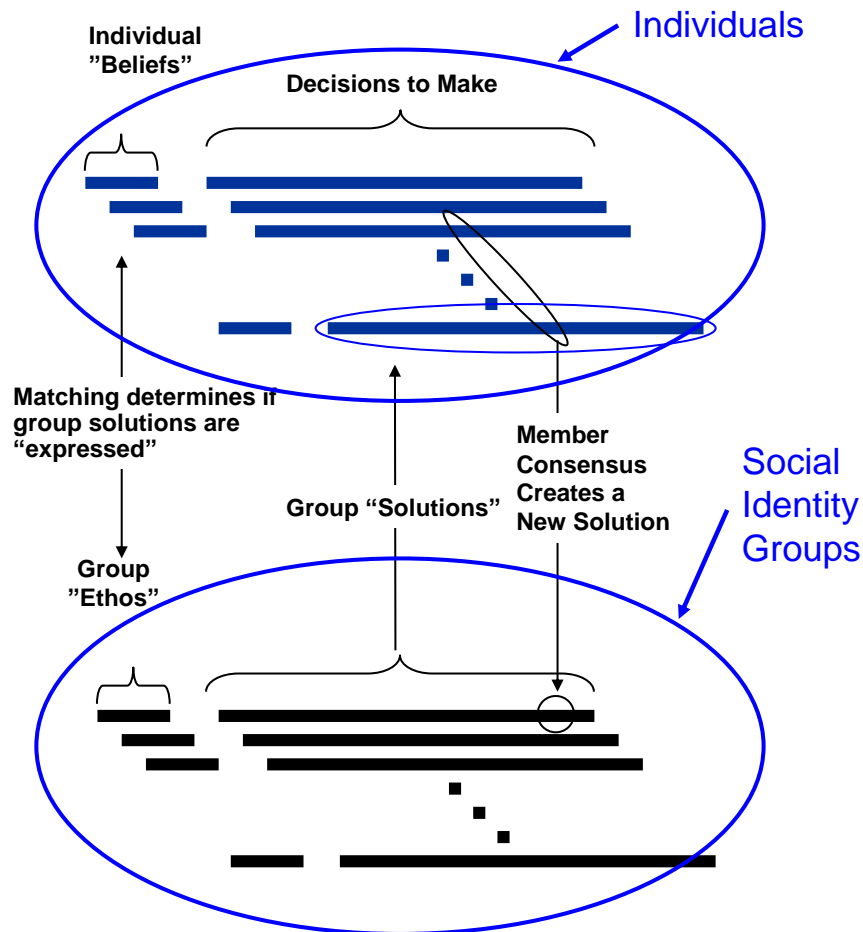 Individuals
Individual
”Beliefs”
Decisions to Make
Matching determines if
group solutions are
“expressed”
Group “Solutions”
Member
Consensus
Creates a
New Solution
Social
Identity
Groups
Group
”Ethos”